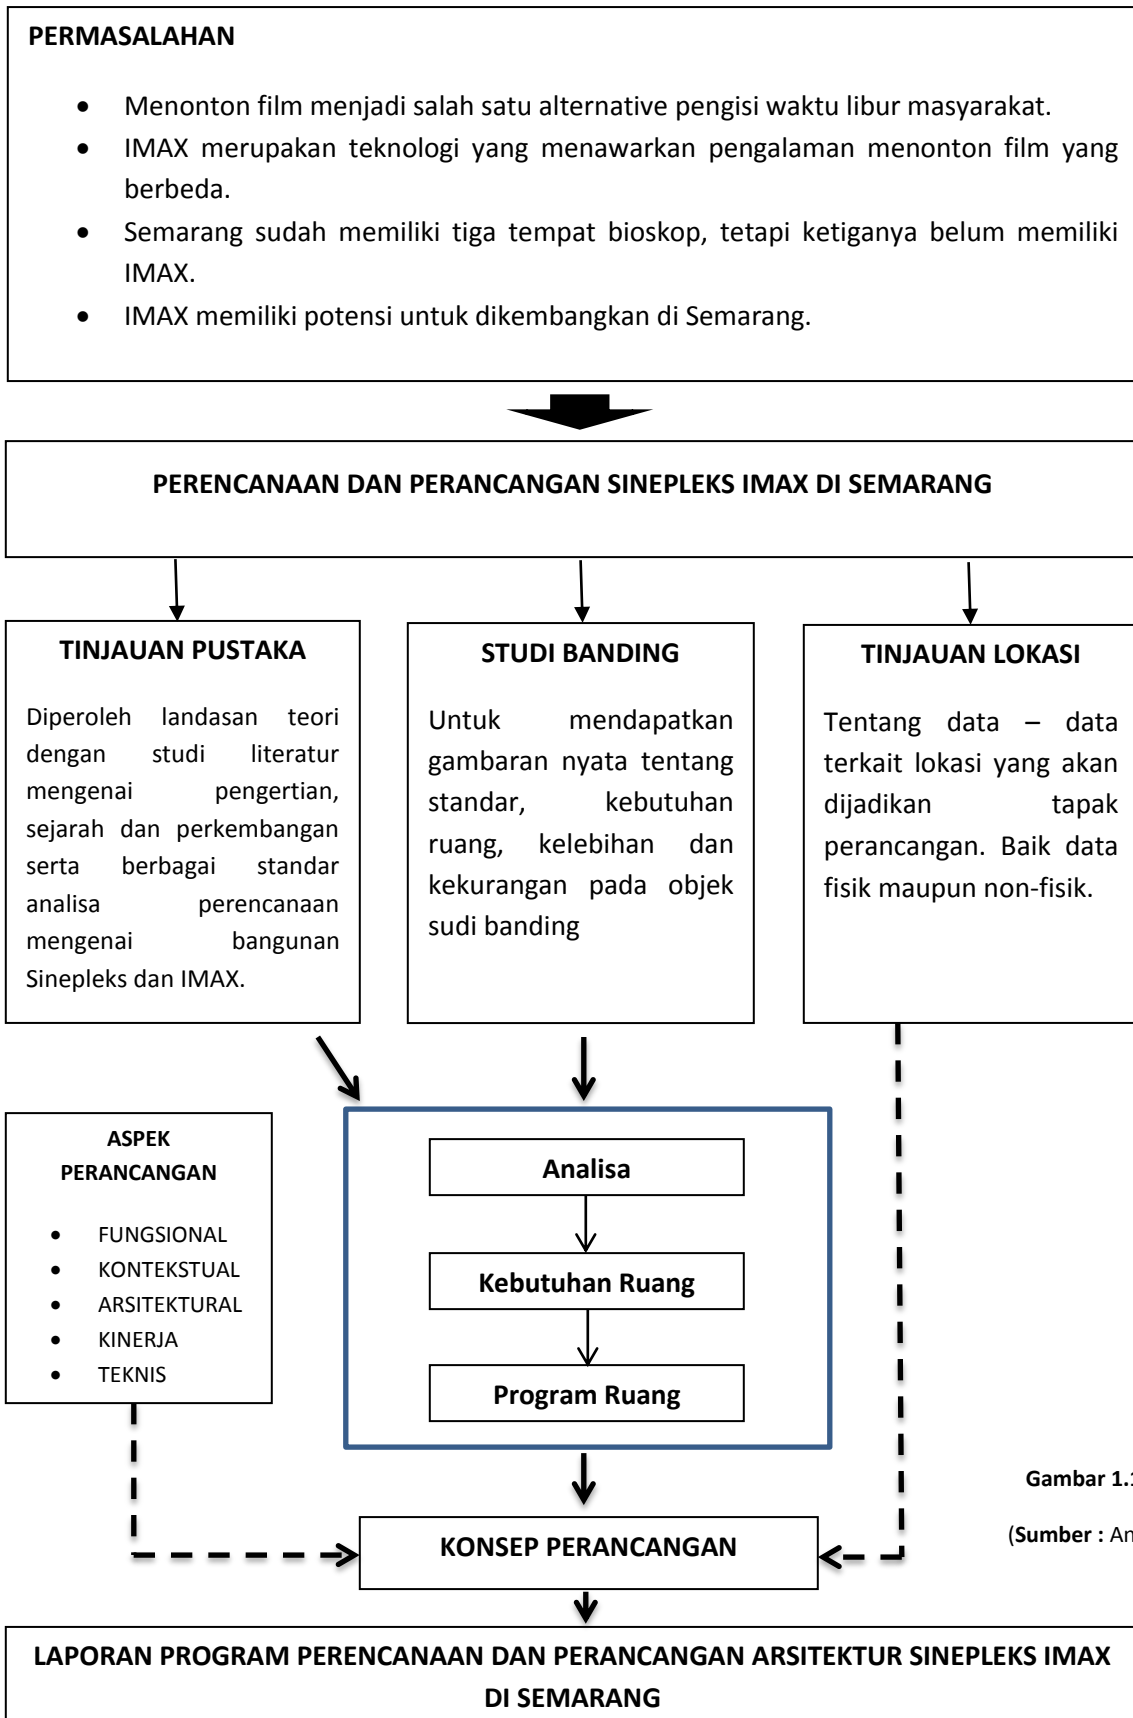 PERMASALAHAN
• Menonton film menjadi salah satu alternative pengisi waktu libur masyarakat.
• IMAX merupakan teknologi yang menawarkan pengalaman menonton film yang
berbeda.
• Semarang sudah memiliki tiga tempat bioskop, tetapi ketiganya belum memiliki
IMAX.
• IMAX memiliki potensi untuk dikembangkan di Semarang.
PERENCANAAN DAN PERANCANGAN SINEPLEKS IMAX DI SEMARANG
TINJAUAN PUSTAKA
Diperoleh landasan teori
dengan studi literatur
mengenai pengertian,
sejarah dan perkembangan
serta berbagai standar
analisa perencanaan
mengenai bangunan
Sinepleks dan IMAX.
STUDI BANDING
Untuk mendapatkan
gambaran nyata tentang
standar, kebutuhan
ruang, kelebihan dan
kekurangan pada objek
sudi banding
TINJAUAN LOKASI
Tentang data – data
terkait lokasi yang akan
dijadikan tapak
perancangan. Baik data
fisik maupun non-fisik.
ASPEK
PERANCANGAN
• FUNGSIONAL
• KONTEKSTUAL
• ARSITEKTURAL
• KINERJA
• TEKNIS
Analisa
Kebutuhan Ruang
Program Ruang
Gambar 1.1
(Sumber : An
KONSEP PERANCANGAN
LAPORAN PROGRAM PERENCANAAN DAN PERANCANGAN ARSITEKTUR SINEPLEKS IMAX
DI SEMARANG